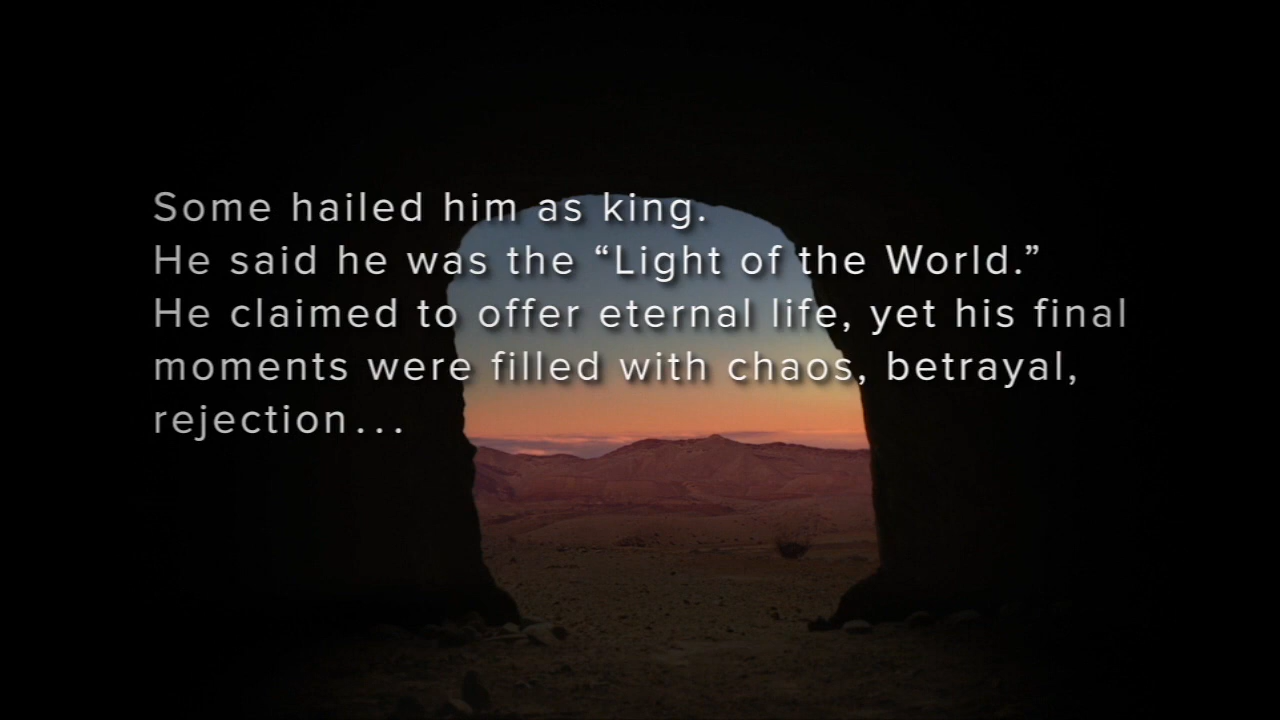 Some hailed him as king.
He said he was the “Light of the World.”
He claimed to offer eternal life, yet his final
moments were filled with chaos, betrayal,
rejection...